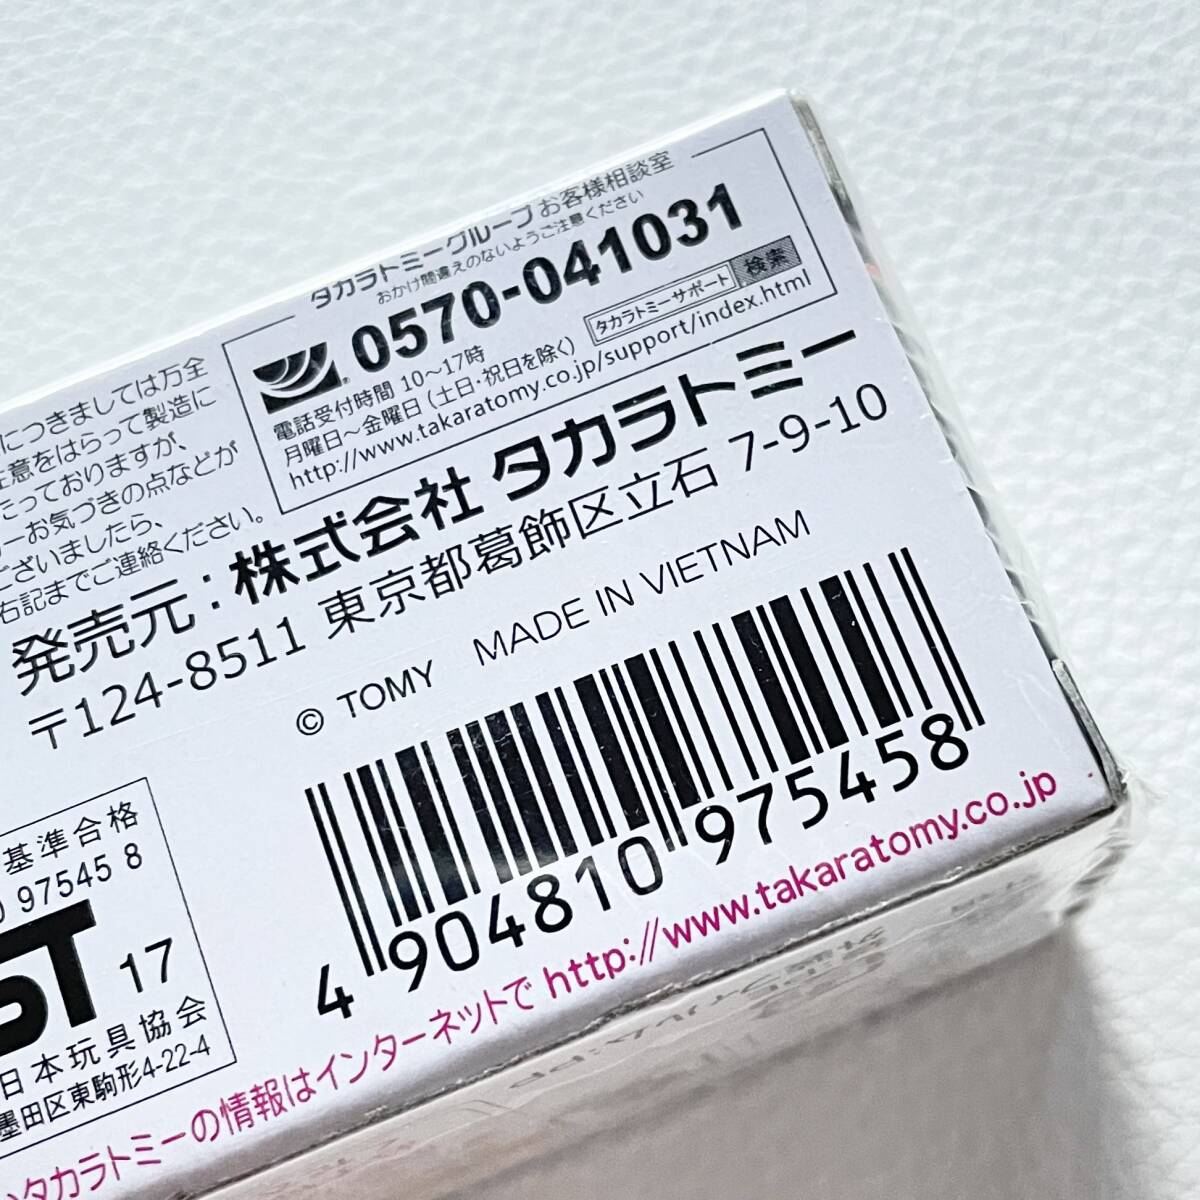 タカラトミーグループ お客様相談室
おかけ間違えのないようご注意ください
0570-041031
電話受付時間 10〜17時
月曜日〜金曜日 (土日・祝日を除く)
タカラトミーサポート 検索
http://www.takaratomy.co.jp/support/index.html
につきましては万全
注意をはらって製造に
たっておりますが、
一お気づきの点などが
ございましたら、
右記までご連絡ください。
発売元：株式会社 タカラトミー
〒124-8511 東京都葛飾区立石 7-9-10
© TOMY MADE IN VIETNAM
4 904810 975458
基準合格
0 97545 8
ST 17
日本玩具協会
墨田区東駒形4-22-4
タカラトミーの情報はインターネットで http://www.takaratomy.co.jp